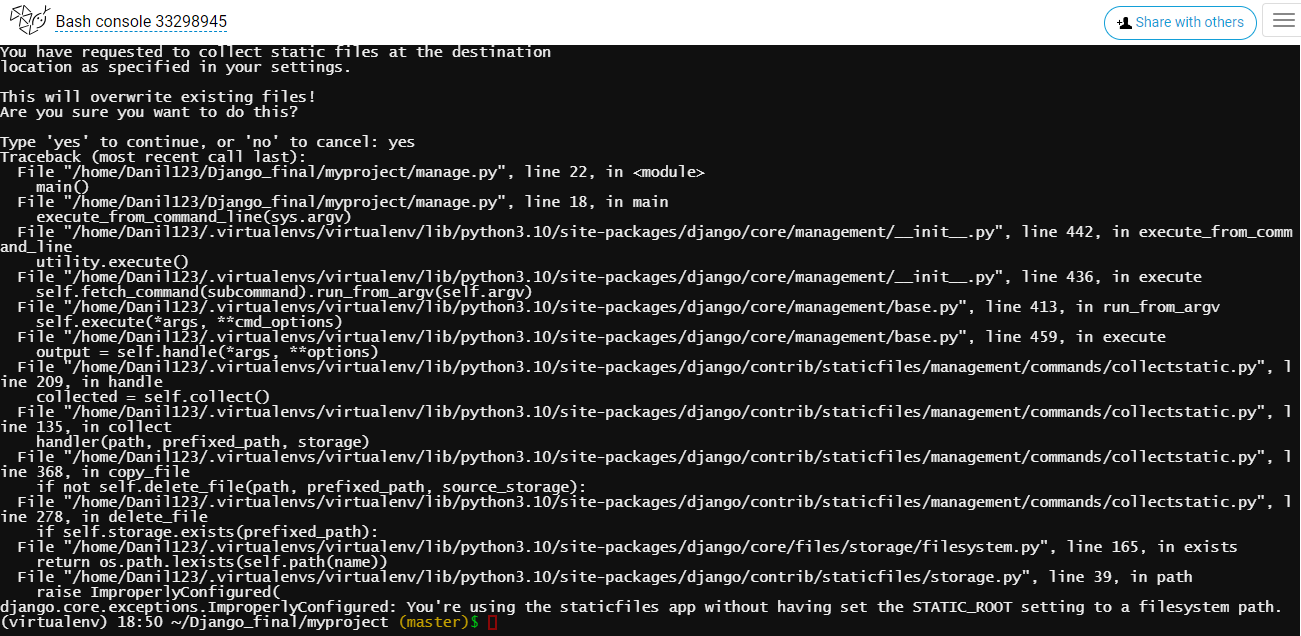 Bash console 33298945
Share with others
You have requested to collect static files at the destination
location as specified in your settings.
This will overwrite existing files!
Are you sure you want to do this?
Type 'yes' to continue, or 'no' to cancel: yes
Traceback (most recent call last):
  File "/home/Danil123/Django_final/myproject/manage.py", line 22, in <module>
    main()
  File "/home/Danil123/Django_final/myproject/manage.py", line 18, in main
    execute_from_command_line(sys.argv)
  File "/home/Danil123/.virtualenvs/virtualenv/lib/python3.10/site-packages/django/core/management/__init__.py", line 442, in execute_from_comm
and_line
    utility.execute()
  File "/home/Danil123/.virtualenvs/virtualenv/lib/python3.10/site-packages/django/core/management/__init__.py", line 436, in execute
    self.fetch_command(subcommand).run_from_argv(self.argv)
  File "/home/Danil123/.virtualenvs/virtualenv/lib/python3.10/site-packages/django/core/management/base.py", line 413, in run_from_argv
    self.execute(*args, **cmd_options)
  File "/home/Danil123/.virtualenvs/virtualenv/lib/python3.10/site-packages/django/core/management/base.py", line 459, in execute
    output = self.handle(*args, **options)
  File "/home/Danil123/.virtualenvs/virtualenv/lib/python3.10/site-packages/django/contrib/staticfiles/management/commands/collectstatic.py", l
ine 209, in handle
    collected = self.collect()
  File "/home/Danil123/.virtualenvs/virtualenv/lib/python3.10/site-packages/django/contrib/staticfiles/management/commands/collectstatic.py", l
ine 135, in collect
    handler(path, prefixed_path, storage)
  File "/home/Danil123/.virtualenvs/virtualenv/lib/python3.10/site-packages/django/contrib/staticfiles/management/commands/collectstatic.py", l
ine 368, in copy_file
    if not self.delete_file(path, prefixed_path, source_storage):
  File "/home/Danil123/.virtualenvs/virtualenv/lib/python3.10/site-packages/django/contrib/staticfiles/management/commands/collectstatic.py", l
ine 278, in delete_file
    if self.storage.exists(prefixed_path):
  File "/home/Danil123/.virtualenvs/virtualenv/lib/python3.10/site-packages/django/core/files/storage/filesystem.py", line 165, in exists
    return os.path.lexists(self.path(name))
  File "/home/Danil123/.virtualenvs/virtualenv/lib/python3.10/site-packages/django/contrib/staticfiles/storage.py", line 39, in path
    raise ImproperlyConfigured(
django.core.exceptions.ImproperlyConfigured: You're using the staticfiles app without having set the STATIC_ROOT setting to a filesystem path.
(virtualenv) 18:50 ~/Django_final/myproject (master)$